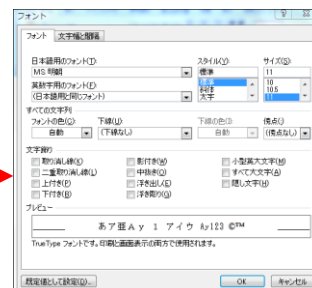 フォント
フォント 文字幅と間隔
日本語用のフォント(T): スタイル(Y): サイズ(S):
MS 明朝 標準 11
標準 10
英数字用のフォント(F): 斜体 10.5
(日本語用と同じフォント) 太字 11
すべての文字列
フォントの色(C): 下線(U): 下線の色(I): 傍点(:)
自動 (下線なし) 自動 (傍点なし)
文字飾り
取り消し線(K) 影付き(W) 小型英大文字(M)
二重取り消し線(L) 中抜き(O) すべて大文字(A)
上付き(P) 浮き出し(E) 隠し文字(H)
下付き(B) 浮き彫り(G)
プレビュー
あア亜Ay 1 アイウ Ay123 ©™
TrueType フォントです。印刷と画面表示の両方で使用されます。
既定値として設定(D)... OK キャンセル